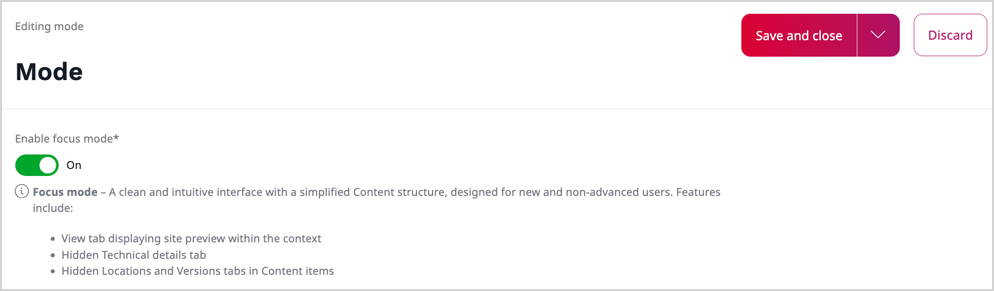 Editing mode
Save and close
Discard
Mode
Enable focus mode*
On
Focus mode – A clean and intuitive interface with a simplified Content structure, designed for new and non-advanced users. Features
include:
• View tab displaying site preview within the context
• Hidden Technical details tab
• Hidden Locations and Versions tabs in Content items